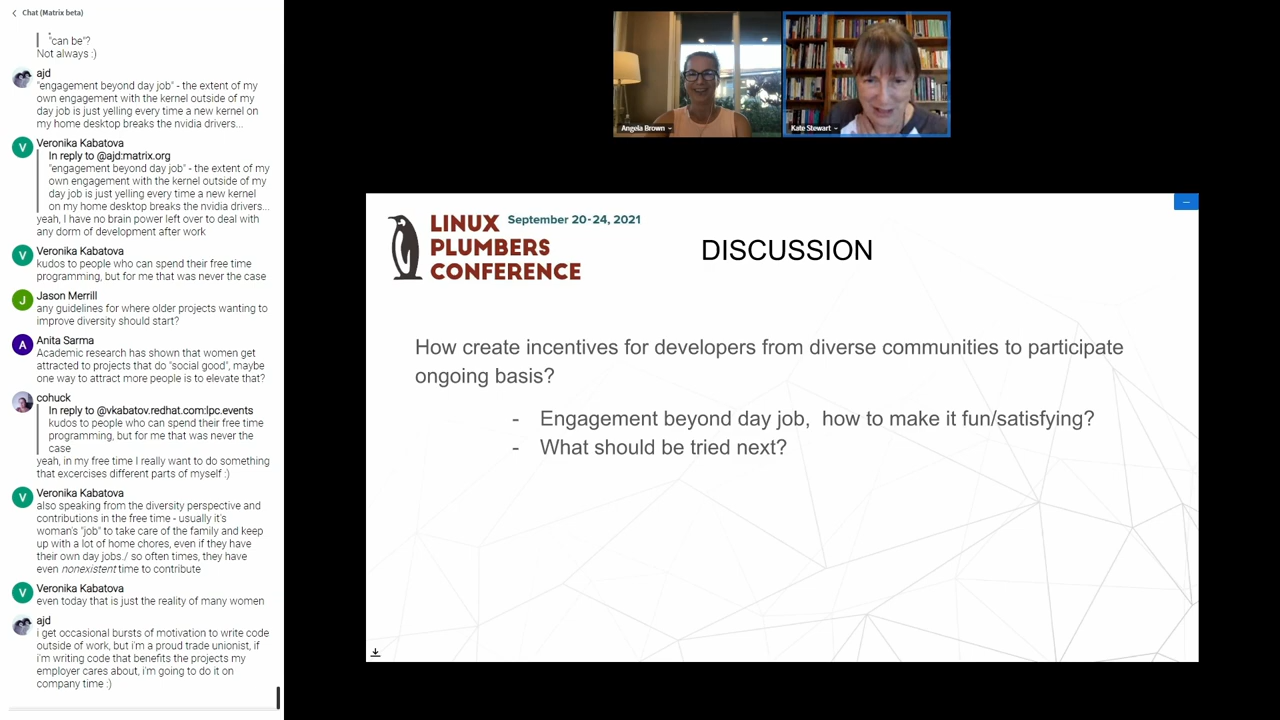 Chat (Matrix beta)
"can be"?
Not always :)
ajd
"engagement beyond day job" - the extent of my
own engagement with the kernel outside of my
day job is just yelling every time a new kernel on
my home desktop breaks the nvidia drivers...
V
Veronika Kabatova
In reply to @ajd:matrix.org
"engagement beyond day job" - the extent of my
own engagement with the kernel outside of my
day job is just yelling every time a new kernel
on my home desktop breaks the nvidia drivers...
yeah, I have no brain power left over to deal with
any dorm of development after work
V
Veronika Kabatova
kudos to people who can spend their free time
programming, but for me that was never the case
J
Jason Merrill
any guidelines for where older projects wanting to
improve diversity should start?
A
Anita Sarma
Academic research has shown that women get
attracted to projects that do "social good", maybe
one way to attract more people is to elevate that?
cohuck
In reply to @vkabatov.redhat.com:lpc.events
kudos to people who can spend their free time
programming, but for me that was never the
case
yeah, in my free time I really want to do something
that excercises different parts of myself :)
V
Veronika Kabatova
also speaking from the diversity perspective and
contributions in the free time - usually it's
woman's "job" to take care of the family and keep
up with a lot of home chores, even if they have
their own day jobs./ so often times, they have
even nonexistent time to contribute
V
Veronika Kabatova
even today that is just the reality of many women
ajd
i get occasional bursts of motivation to write code
outside of work, but i'm a proud trade unionist, if
i'm writing code that benefits the projects my
employer cares about, i'm going to do it on
company time ;)
Angela Brown
Kate Stewart
LINUX
PLUMBERS
CONFERENCE
September 20-24, 2021
DISCUSSION
How create incentives for developers from diverse communities to participate
ongoing basis?
- Engagement beyond day job, how to make it fun/satisfying?
- What should be tried next?